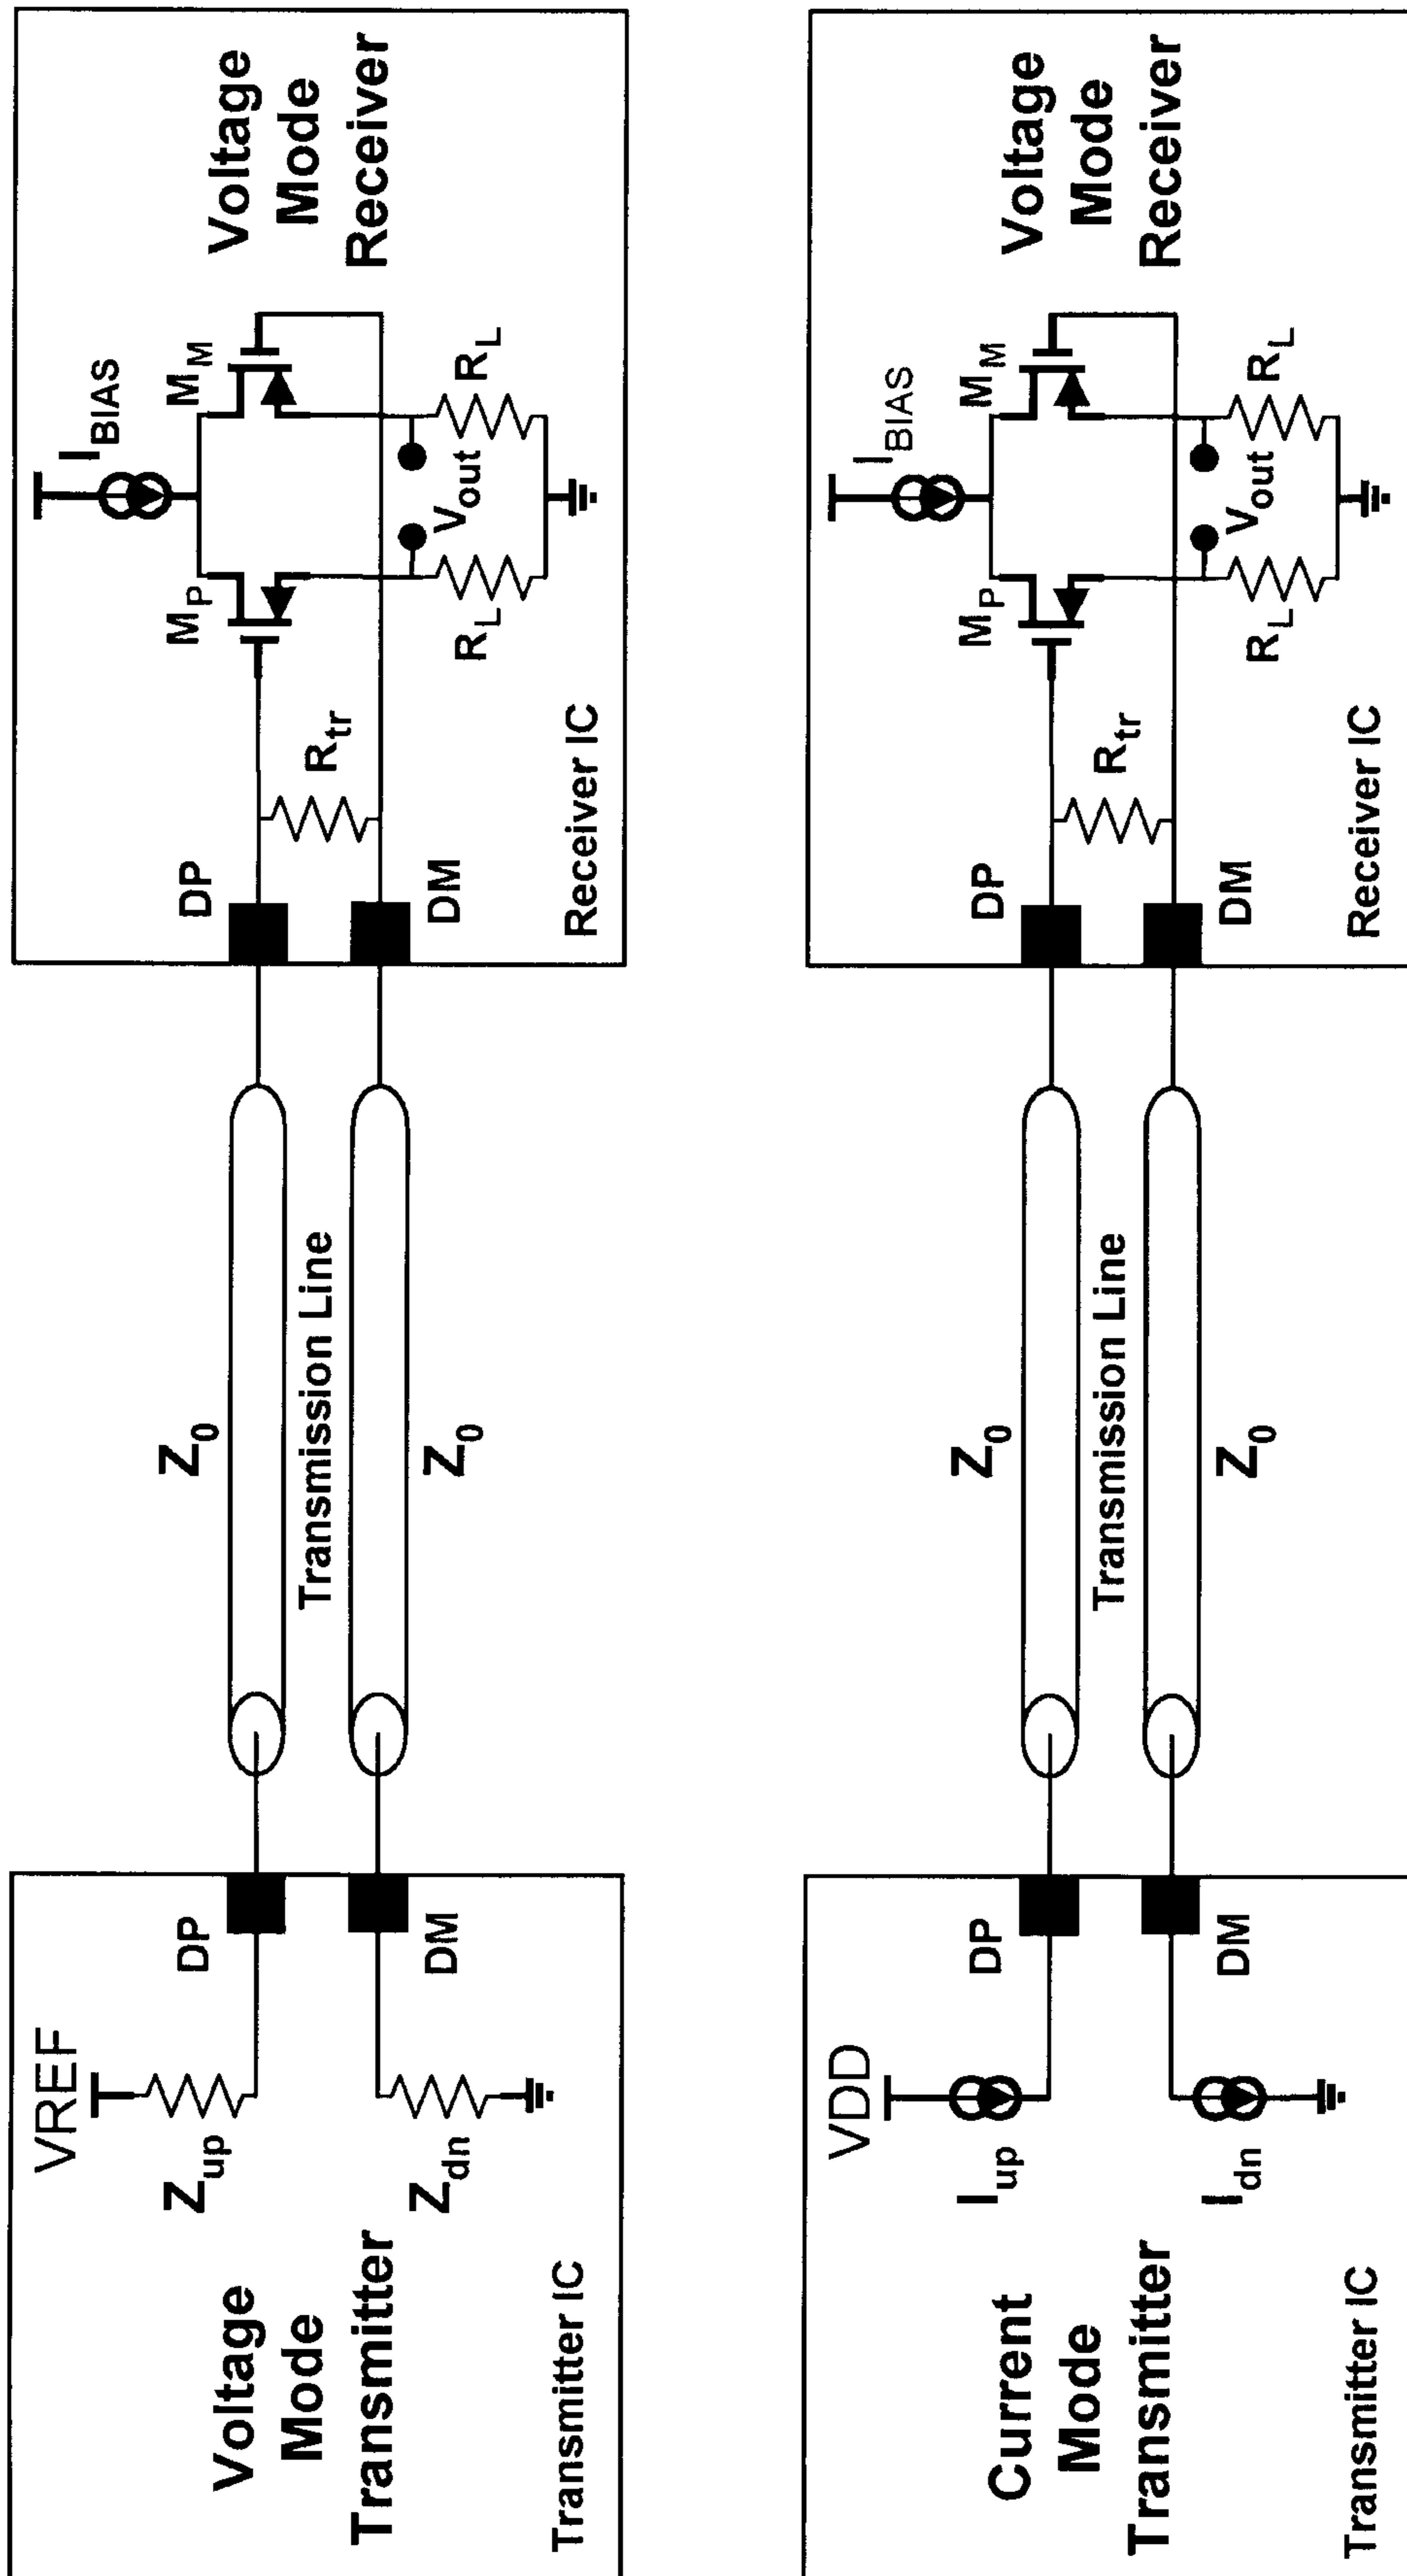 VREF
Z_up
Z_dn
Voltage
Mode
Transmitter
Transmitter IC
DP
DM
Z_0
Transmission Line
Z_0
DP
DM
R_tr
I_BIAS
M_P
M_M
V_out
R_L
R_L
Voltage
Mode
Receiver
Receiver IC
VDD
I_up
I_dn
Current
Mode
Transmitter
Transmitter IC
DP
DM
Z_0
Transmission Line
Z_0
DP
DM
R_tr
I_BIAS
M_P
M_M
V_out
R_L
R_L
Voltage
Mode
Receiver
Receiver IC